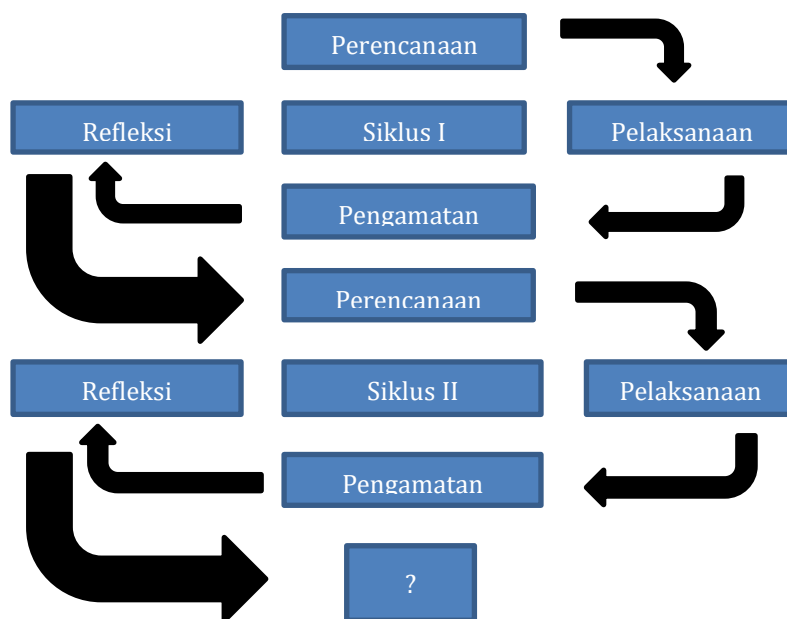 Perencanaan
Refleksi
Siklus I
Pelaksanaan
Pengamatan
Perencanaan
Refleksi
Siklus II
Pelaksanaan
Pengamatan
?